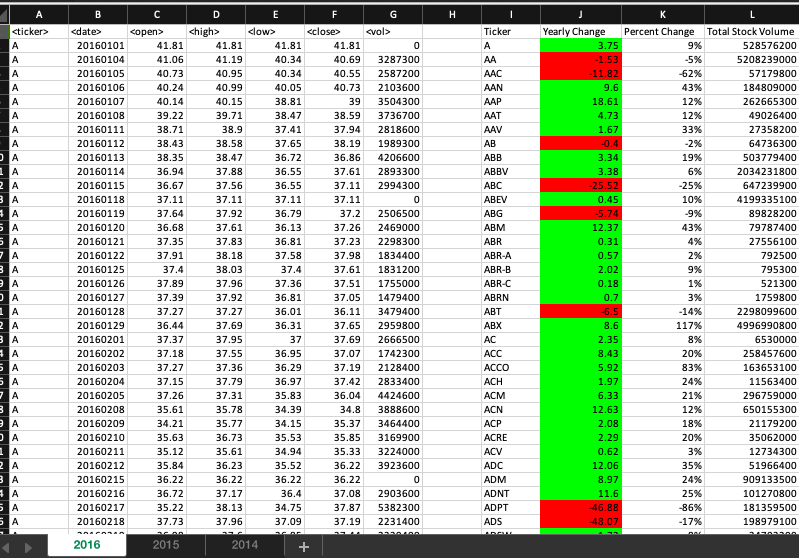 A B C D E F G H I J K L
<ticker> <date> <open> <high> <low> <close> <vol> Ticker Yearly Change Percent Change Total Stock Volume
A 20160101 41.81 41.81 41.81 41.81 0 A 3.75 9% 528576200
A 20160104 41.06 41.19 40.34 40.69 3287300 AA -1.53 -5% 5208239000
A 20160105 40.73 40.95 40.34 40.55 2587200 AAC -11.82 -62% 57179800
A 20160106 40.24 40.99 40.05 40.73 2103600 AAN 9.6 43% 184809000
A 20160107 40.14 40.15 38.81 39 3504300 AAP 18.61 12% 262665300
A 20160108 39.22 39.71 38.47 38.59 3736700 AAT 4.73 12% 49026400
A 20160111 38.71 38.9 37.41 37.94 2818600 AAV 1.67 33% 27358200
A 20160112 38.43 38.58 37.65 38.19 1989300 AB -0.4 -2% 64736300
A 20160113 38.35 38.47 36.72 36.86 4206600 ABB 3.34 19% 503779400
A 20160114 36.94 37.88 36.55 37.61 2893300 ABBV 3.38 6% 2034231800
A 20160115 36.67 37.56 36.55 37.11 2994300 ABC -25.52 -25% 647239900
A 20160118 37.11 37.11 37.11 37.11 0 ABEV 0.45 10% 4199335100
A 20160119 37.64 37.92 36.79 37.2 2506500 ABG -5.74 -9% 89828200
A 20160120 36.68 37.61 36.13 37.26 2469000 ABM 12.37 43% 79787400
A 20160121 37.35 37.83 36.81 37.23 2298300 ABR 0.31 4% 27556100
A 20160122 37.91 38.18 37.58 37.98 1834400 ABR-A 0.57 2% 792500
A 20160125 37.4 38.03 37.4 37.61 1831200 ABR-B 2.02 9% 795300
A 20160126 37.89 37.96 37.36 37.51 1755000 ABR-C 0.18 1% 521300
A 20160127 37.39 37.92 36.81 37.05 1479400 ABRN 0.7 3% 1759800
A 20160128 37.27 37.27 36.01 36.11 3479400 ABT -6.5 -14% 2298099600
A 20160129 36.44 37.69 36.31 37.65 2959800 ABX 8.6 117% 4996990800
A 20160201 37.37 37.95 37 37.69 2666500 AC 2.35 8% 6530000
A 20160202 37.18 37.55 36.95 37.07 1742300 ACC 8.43 20% 258457600
A 20160203 37.27 37.36 36.29 37.19 2128400 ACCO 5.92 83% 163653100
A 20160204 37.15 37.79 36.97 37.42 2833400 ACH 1.97 24% 11563400
A 20160205 37.26 37.31 35.83 36.04 4424600 ACM 6.33 21% 296759000
A 20160208 35.61 35.78 34.39 34.8 3888600 ACN 12.63 12% 650155300
A 20160209 34.21 35.77 34.15 35.37 3464400 ACP 2.08 18% 21179200
A 20160210 35.63 36.73 35.53 35.85 3169900 ACRE 2.29 20% 35062000
A 20160211 35.12 35.61 34.94 35.33 3224000 ACV 0.62 3% 12734300
A 20160212 35.84 36.23 35.52 36.22 3923600 ADC 12.06 35% 51966400
A 20160215 36.22 36.22 36.22 36.22 0 ADM 8.97 24% 909133500
A 20160216 36.72 37.17 36.4 37.08 2903600 ADNT 11.6 25% 101270800
A 20160217 35.22 38.13 34.75 37.87 5382300 ADPT -46.88 -86% 181359500
A 20160218 37.73 37.96 37.09 37.19 2231400 ADS -48.07 -17% 198979100
2016 2015 2014 +